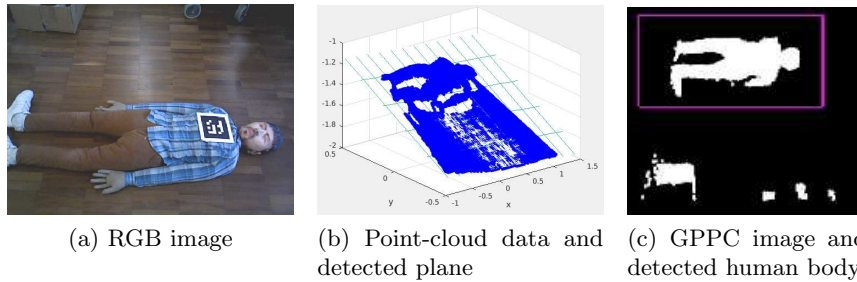 -1
-1.2
-1.4
-1.6
-1.8
-2
0.5
0
-0.5
y
-1
-0.5
0
0.5
1
1.5
x
(a) RGB image
(b) Point-cloud data and
detected plane
(c) GPPC image and
detected human body